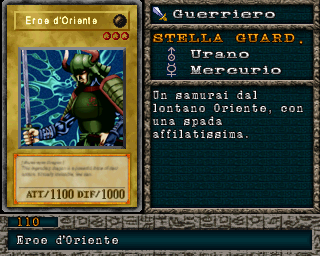 Eroe d'Oriente
ATT/1100 DIF/1000
Guerriero
STELLA GUARD.
Urano
Mercurio
Un samurai dal
lontano Oriente, con
una spada
affilatissima.
110
Eroe d'Oriente